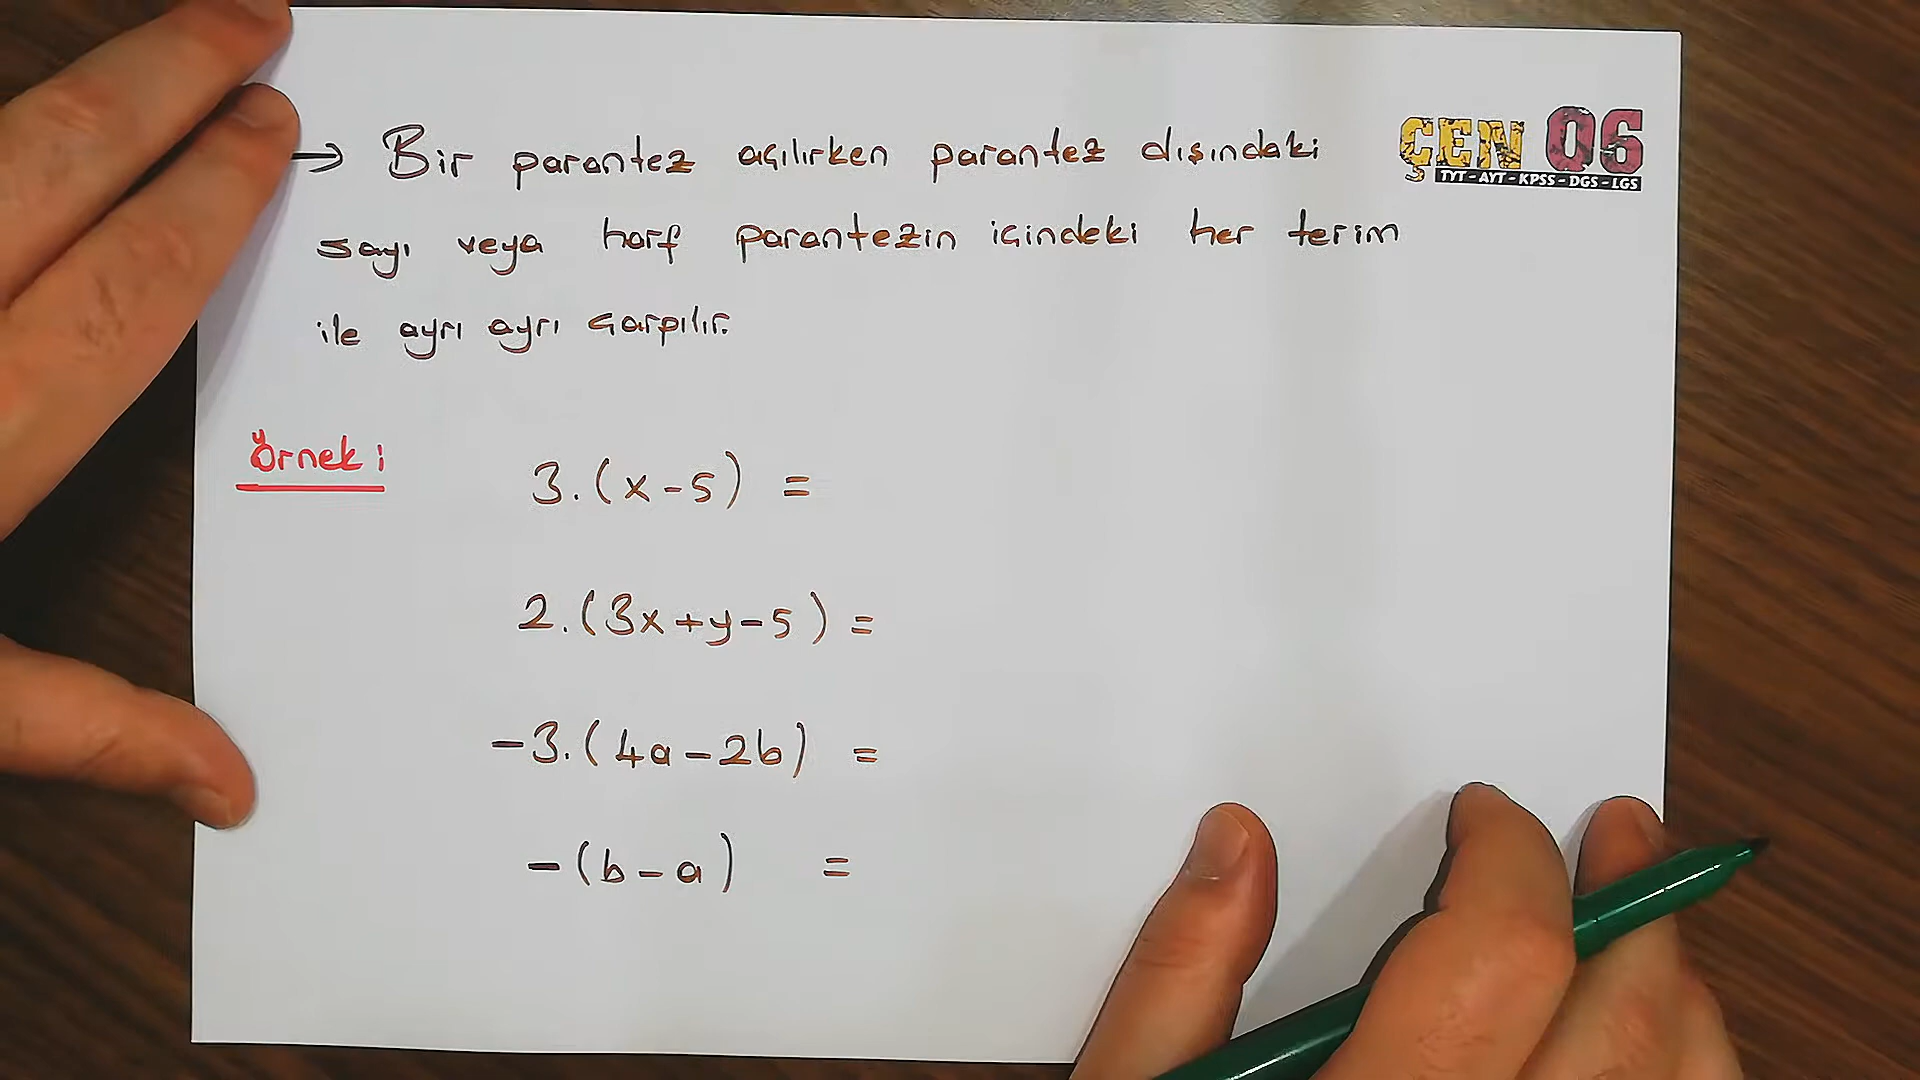 → Bir parantez açılırken parantez dışındaki
sayı veya harf parantezin içindeki her terim
ile ayrı ayrı çarpılır.
Örnek:
3.(x-5) =
2.(3x+y-5) =
-3.(4a-2b) =
-(b-a) =
ÇEN 06
TYT - AYT - KPSS - DGS - LGS